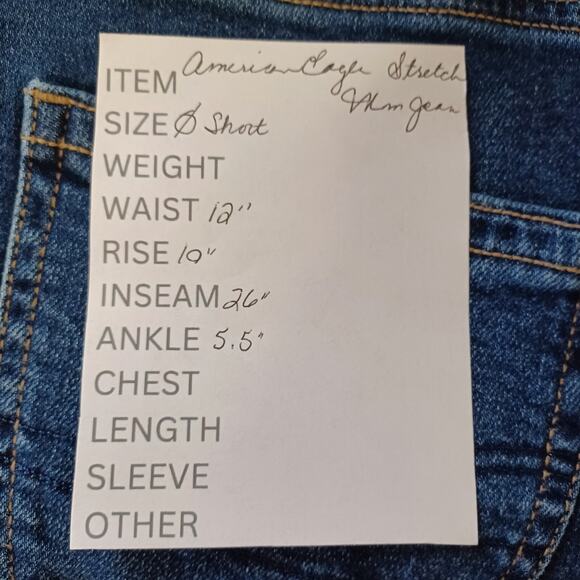 ITEM American Eagle Stretch
Mom Jean
SIZE Ø Short
WEIGHT
WAIST 12"
RISE 10"
INSEAM 26"
ANKLE 5.5"
CHEST
LENGTH
SLEEVE
OTHER